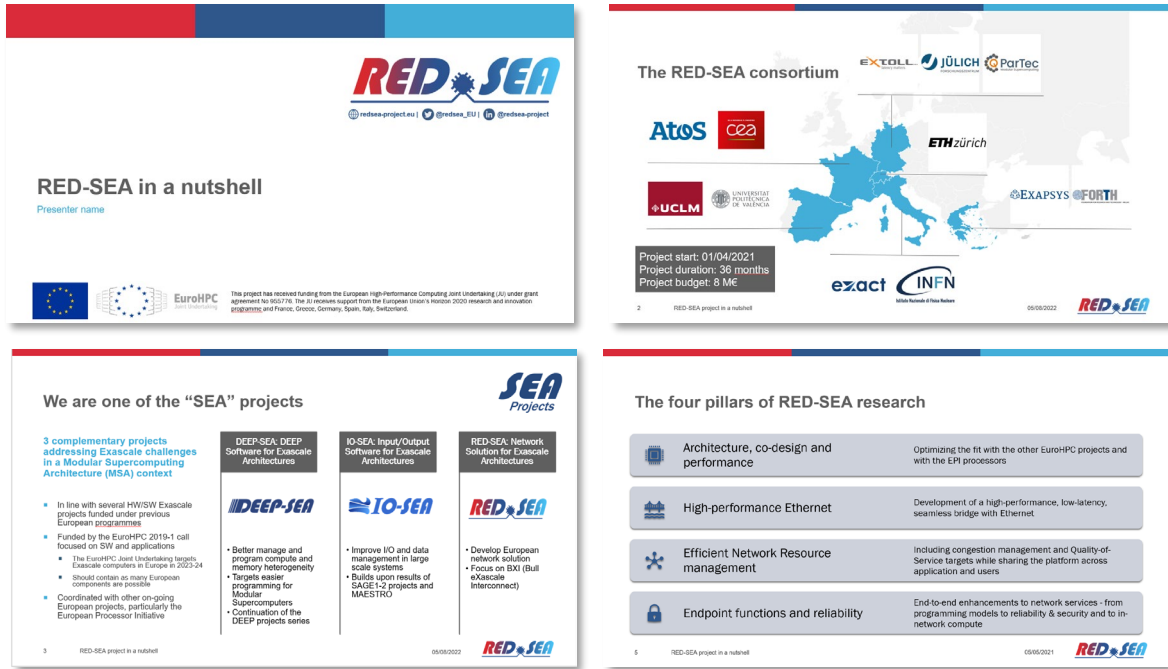 RED-SEA
redsea-project.eu | @redsea_EU | @redsea-project
RED-SEA in a nutshell
Presenter name
EuroHPC
Joint Undertaking
This project has received funding from the European High-Performance Computing Joint Undertaking (JU) under grant
agreement No 955776. The JU receives support from the European Union's Horizon 2020 research and innovation
programme and France, Greece, Germany, Spain, Italy, Switzerland.
The RED-SEA consortium
EXTOLL
JÜLICH
FORSCHUNGSZENTRUM
ParTec
Atos
cea
ETH zürich
UCLM
UNIVERSITAT
POLITÈCNICA
DE VALÈNCIA
EXAPSYS
FORTH
Project start: 01/04/2021
Project duration: 36 months
Project budget: 8 M€
exact
INFN
Istituto Nazionale di Fisica Nucleare
2
RED-SEA project in a nutshell
05/08/2022
RED-SEA
We are one of the “SEA” projects
SEA
Projects
3 complementary projects
addressing Exascale challenges
in a Modular Supercomputing
Architecture (MSA) context
In line with several HW/SW Exascale
projects funded under previous
European programmes
Funded by the EuroHPC 2019-1 call
focused on SW and applications
The EuroHPC Joint Undertaking targets
Exascale computers in Europe in 2023-24
Should contain as many European
components are possible
Coordinated with other on-going
European projects, particularly the
European Processor Initiative
DEEP-SEA: DEEP
Software for Exascale
Architectures
DEEP-SEA
• Better manage and
program compute and
memory heterogeneity
• Targets easier
programming for
Modular
Supercomputers
• Continuation of the
DEEP projects series
IO-SEA: Input/Output
Software for Exascale
Architectures
IO-SEA
• Improve I/O and data
management in large
scale systems
• Builds upon results of
SAGE1-2 projects and
MAESTRO
RED-SEA: Network
Solution for Exascale
Architectures
RED-SEA
• Develop European
network solution
• Focus on BXI (Bull
eXascale
Interconnect)
3
RED-SEA project in a nutshell
05/08/2022
RED-SEA
The four pillars of RED-SEA research
Architecture, co-design and
performance
Optimizing the fit with the other EuroHPC projects and
with the EPI processors
High-performance Ethernet
Development of a high-performance, low-latency,
seamless bridge with Ethernet
Efficient Network Resource
management
Including congestion management and Quality-of-
Service targets while sharing the platform across
application and users
Endpoint functions and reliability
End-to-end enhancements to network services - from
programming models to reliability & security and to in-
network compute
5
RED-SEA project in a nutshell
05/05/2021
RED-SEA